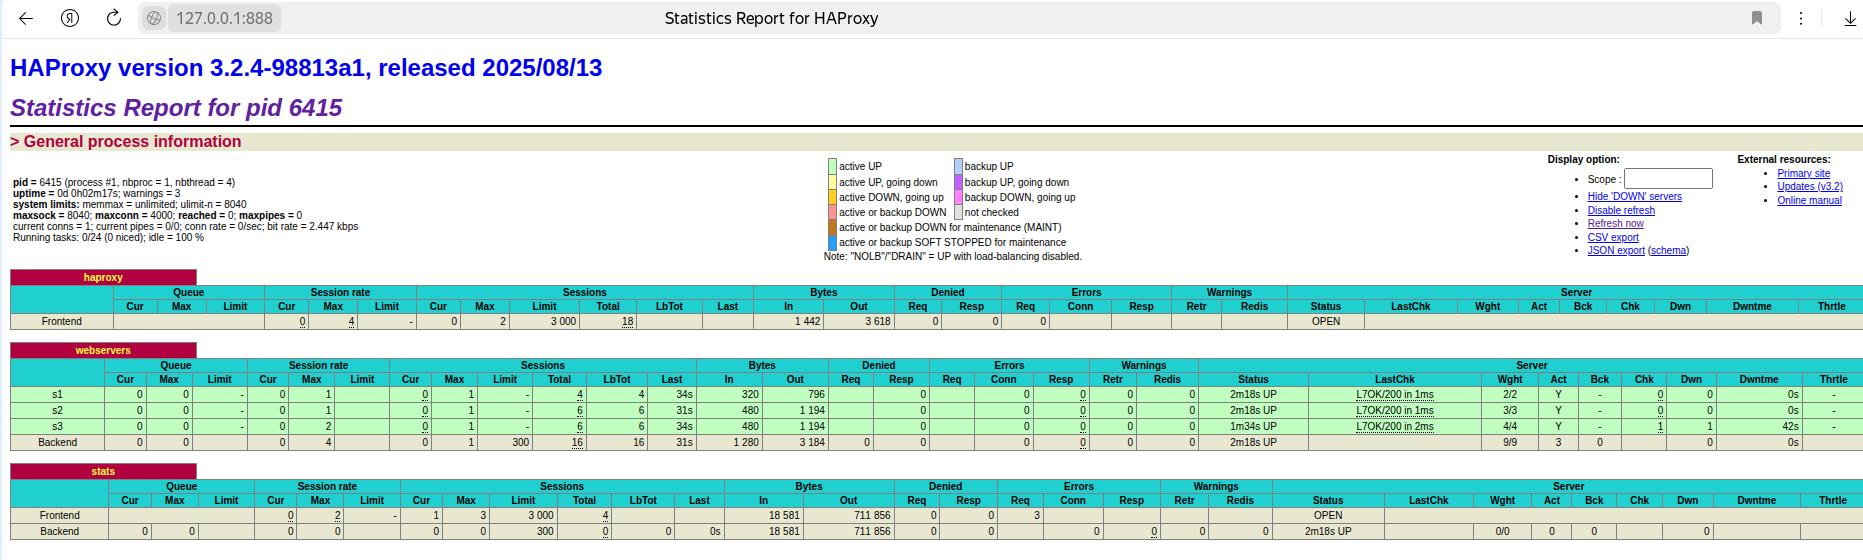 127.0.0.1:888 Statistics Report for HAProxy
HAProxy version 3.2.4-98813a1, released 2025/08/13
Statistics Report for pid 6415
> General process information
pid = 6415 (process #1, nbproc = 1, nbthread = 4)
uptime = 0d 0h02m17s; warnings = 3
system limits: memmax = unlimited; ulimit-n = 8040
maxsock = 8040; maxconn = 4000; reached = 0; maxpipes = 0
current conns = 1; current pipes = 0/0; conn rate = 0/sec; bit rate = 2.447 kbps
Running tasks: 0/24 (0 niced); idle = 100 %
active UP backup UP
active UP, going down backup UP, going down
active DOWN, going up backup DOWN, going up
active or backup DOWN not checked
active or backup DOWN for maintenance (MAINT)
active or backup SOFT STOPPED for maintenance
Note: "NOLB"/"DRAIN" = UP with load-balancing disabled.
Display option:
Scope :
Hide 'DOWN' servers
Disable refresh
Refresh now
CSV export
JSON export (schema)
External resources:
Primary site
Updates (v3.2)
Online manual
haproxy
Queue Session rate Sessions Bytes Denied Errors Warnings Server
Cur Max Limit Cur Max Limit Cur Max Limit Total LbTot Last In Out Req Resp Req Conn Resp Retr Redis Status LastChk Wght Act Bck Chk Dwn Dwntme Thrtle
Frontend 0 4 - 0 2 3 000 18 1 442 3 618 0 0 0 OPEN
webservers
Queue Session rate Sessions Bytes Denied Errors Warnings Server
Cur Max Limit Cur Max Limit Cur Max Limit Total LbTot Last In Out Req Resp Req Conn Resp Retr Redis Status LastChk Wght Act Bck Chk Dwn Dwntme Thrtle
s1 0 0 - 0 1 0 1 - 4 4 34s 320 796 0 0 0 0 0 2m18s UP L7OK/200 in 1ms 2/2 Y - 0 0 0s -
s2 0 0 - 0 1 0 1 - 6 6 31s 480 1 194 0 0 0 0 0 2m18s UP L7OK/200 in 1ms 3/3 Y - 0 0 0s -
s3 0 0 - 0 2 0 1 - 6 6 34s 480 1 194 0 0 0 0 0 1m34s UP L7OK/200 in 2ms 4/4 Y - 1 1 42s -
Backend 0 0 0 4 0 1 300 16 16 31s 1 280 3 184 0 0 0 0 0 0 2m18s UP 9/9 3 0 0 0s
stats
Queue Session rate Sessions Bytes Denied Errors Warnings Server
Cur Max Limit Cur Max Limit Cur Max Limit Total LbTot Last In Out Req Resp Req Conn Resp Retr Redis Status LastChk Wght Act Bck Chk Dwn Dwntme Thrtle
Frontend 0 2 - 1 3 3 000 4 18 581 711 856 0 0 3 OPEN
Backend 0 0 0 0 0 0 300 0 0 0s 18 581 711 856 0 0 0 0 0 0 2m18s UP 0/0 0 0 0